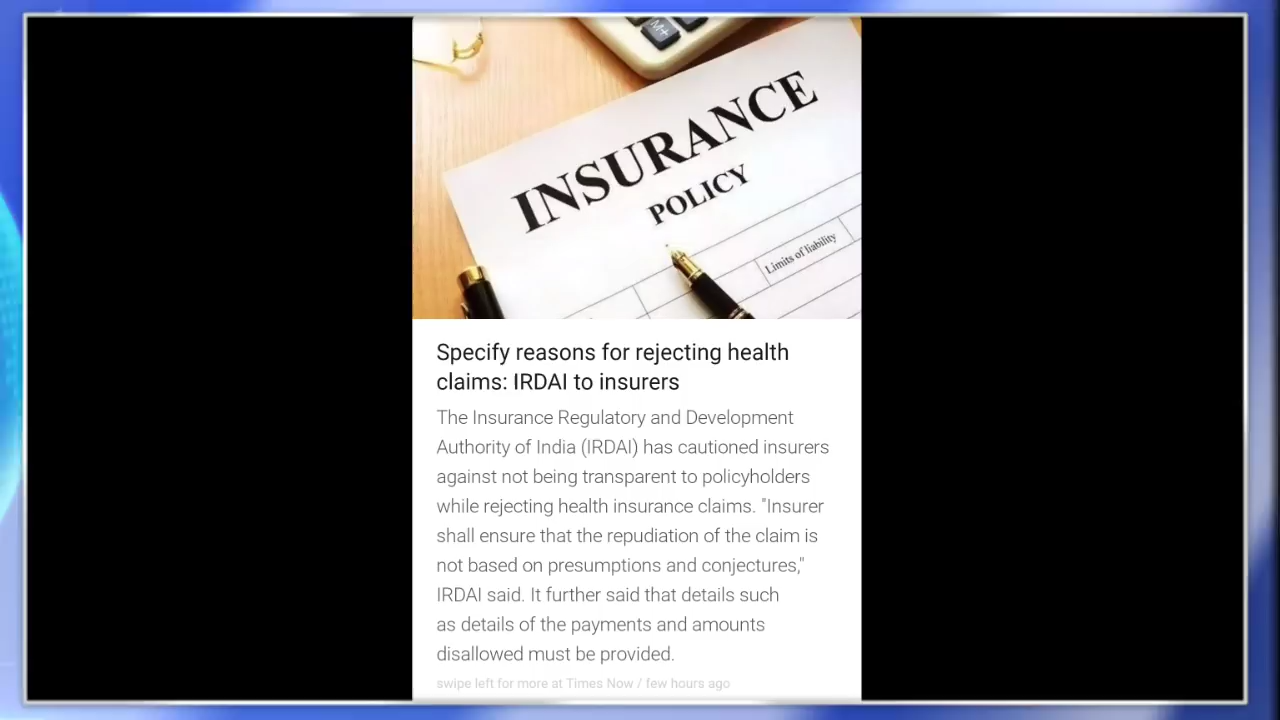 M+
INSURANCE
POLICY
Limits of liability
Specify reasons for rejecting health
claims: IRDAI to insurers
The Insurance Regulatory and Development
Authority of India (IRDAI) has cautioned insurers
against not being transparent to policyholders
while rejecting health insurance claims. "Insurer
shall ensure that the repudiation of the claim is
not based on presumptions and conjectures,"
IRDAI said. It further said that details such
as details of the payments and amounts
disallowed must be provided.
swipe left for more at Times Now / few hours ago